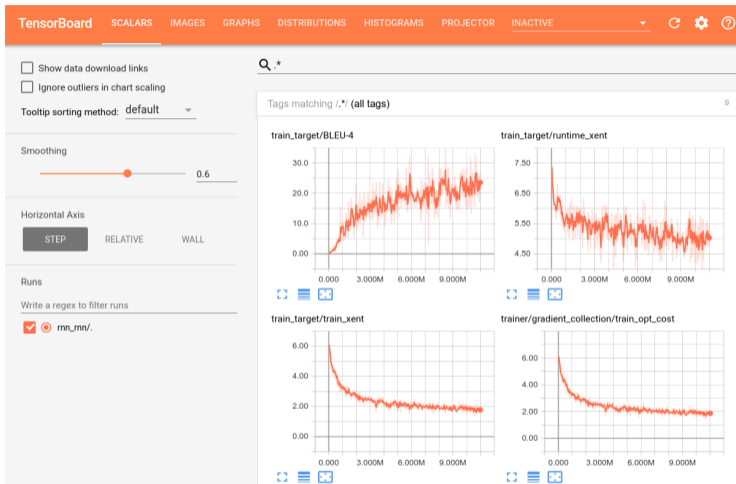 TensorBoard SCALARS IMAGES GRAPHS DISTRIBUTIONS HISTOGRAMS PROJECTOR INACTIVE
Show data download links
Ignore outliers in chart scaling
Tooltip sorting method: default
Smoothing
0.6
Horizontal Axis
STEP RELATIVE WALL
Runs
Write a regex to filter runs
rnn_rnn/.
.*
Tags matching /.*/ (all tags) 9
train_target/BLEU-4
30.0
20.0
10.0
0.00
0.000 3.000M 6.000M 9.000M
train_target/runtime_xent
7.50
6.50
5.50
4.50
0.000 3.000M 6.000M 9.000M
train_target/train_xent
6.00
4.00
2.00
0.00
0.000 3.000M 6.000M 9.000M
trainer/gradient_collection/train_opt_cost
6.00
4.00
2.00
0.00
0.000 3.000M 6.000M 9.000M